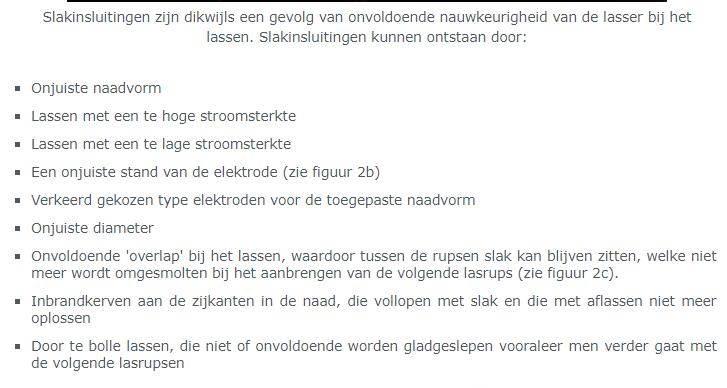 Slakinsluitingen zijn dikwijls een gevolg van onvoldoende nauwkeurigheid van de lasser bij het
lassen. Slakinsluitingen kunnen ontstaan door:
Onjuiste naadvorm
Lassen met een te hoge stroomsterkte
Lassen met een te lage stroomsterkte
Een onjuiste stand van de elektrode (zie figuur 2b)
Verkeerd gekozen type elektroden voor de toegepaste naadvorm
Onjuiste diameter
Onvoldoende 'overlap' bij het lassen, waardoor tussen de rupsen slak kan blijven zitten, welke niet
meer wordt omgesmolten bij het aanbrengen van de volgende lasrups (zie figuur 2c).
Inbrandkerven aan de zijkanten in de naad, die vollopen met slak en die met aflassen niet meer
oplossen
Door te bolle lassen, die niet of onvoldoende worden gladgeslepen vooraleer men verder gaat met
de volgende lasrupsen